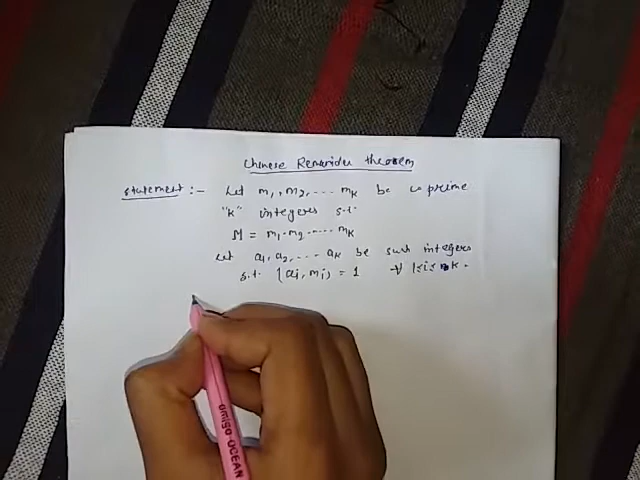 Chinese Remainder theorem
Statement :- Let m₁, m₂, .... mₖ be coprime
"K" integers s.t.
M = m₁.m₂..... mₖ
Let a₁, a₂, ... aₖ be such integers
s.t. (aᵢ, mᵢ) = 1 ∀ 1≤i≤ k.
omiga OCEAN